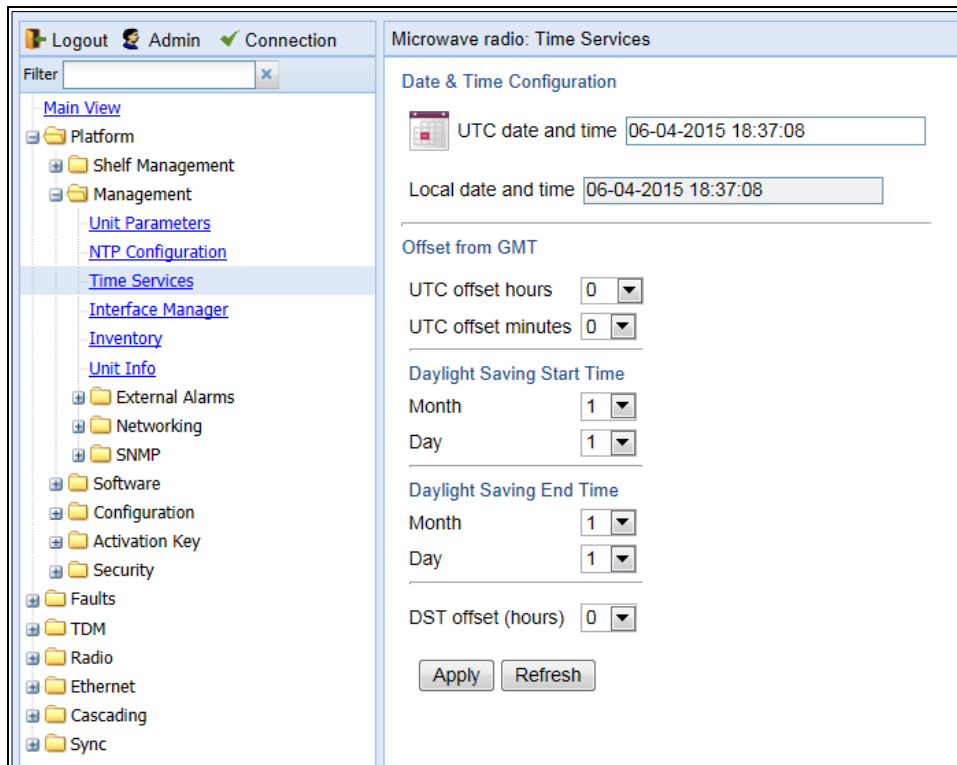 Logout Admin Connection
Filter
Main View
Platform
Shelf Management
Management
Unit Parameters
NTP Configuration
Time Services
Interface Manager
Inventory
Unit Info
External Alarms
Networking
SNMP
Software
Configuration
Activation Key
Security
Faults
TDM
Radio
Ethernet
Cascading
Sync
Microwave radio: Time Services
Date & Time Configuration
UTC date and time 06-04-2015 18:37:08
Local date and time 06-04-2015 18:37:08
Offset from GMT
UTC offset hours 0
UTC offset minutes 0
Daylight Saving Start Time
Month 1
Day 1
Daylight Saving End Time
Month 1
Day 1
DST offset (hours) 0
Apply Refresh